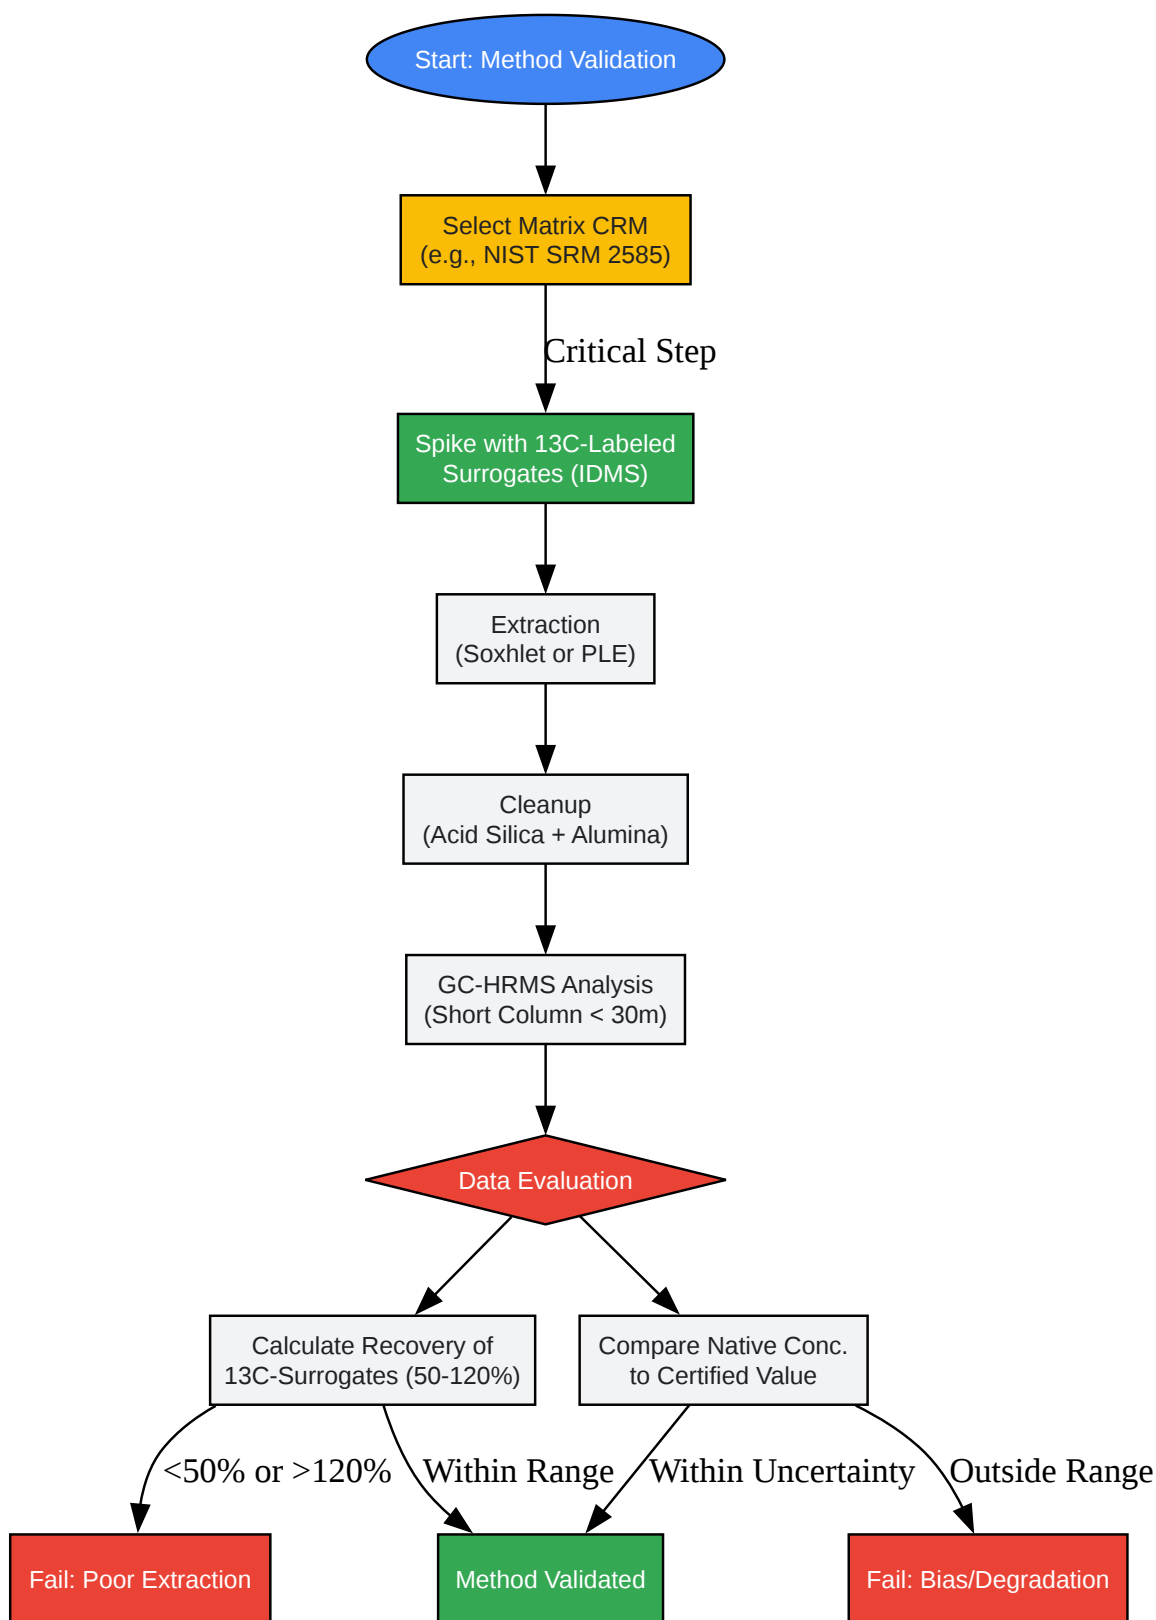 Start: Method Validation
Select Matrix CRM
(e.g., NIST SRM 2585)
Critical Step
Spike with 13C-Labeled
Surrogates (IDMS)
Extraction
(Soxhlet or PLE)
Cleanup
(Acid Silica + Alumina)
GC-HRMS Analysis
(Short Column < 30m)
Data Evaluation
Calculate Recovery of
13C-Surrogates (50-120%)
Compare Native Conc.
to Certified Value
<50% or >120%
Within Range
Within Uncertainty
Outside Range
Fail: Poor Extraction
Method Validated
Fail: Bias/Degradation